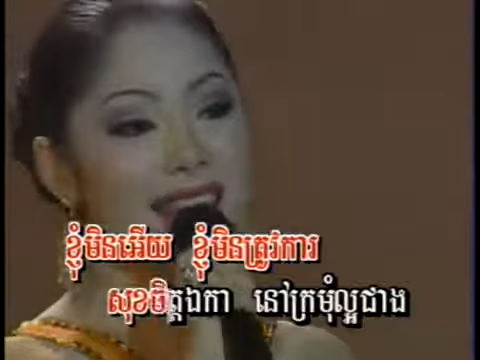 ខ្ញុំមិនអើយ ខ្ញុំមិនត្រូវការ
សុខចិត្តឯកា នៅក្រមុំល្អជាង